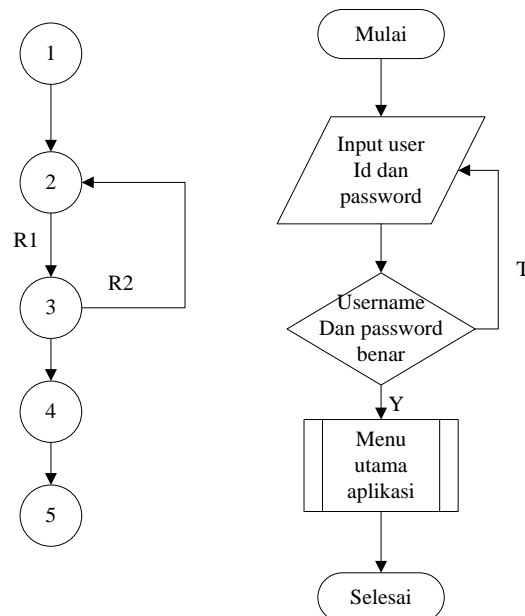 1
2
R1
R2
3
4
5
Mulai
Input user
Id dan
password
T
Username
Dan password
benar
Y
Menu
utama
aplikasi
Selesai